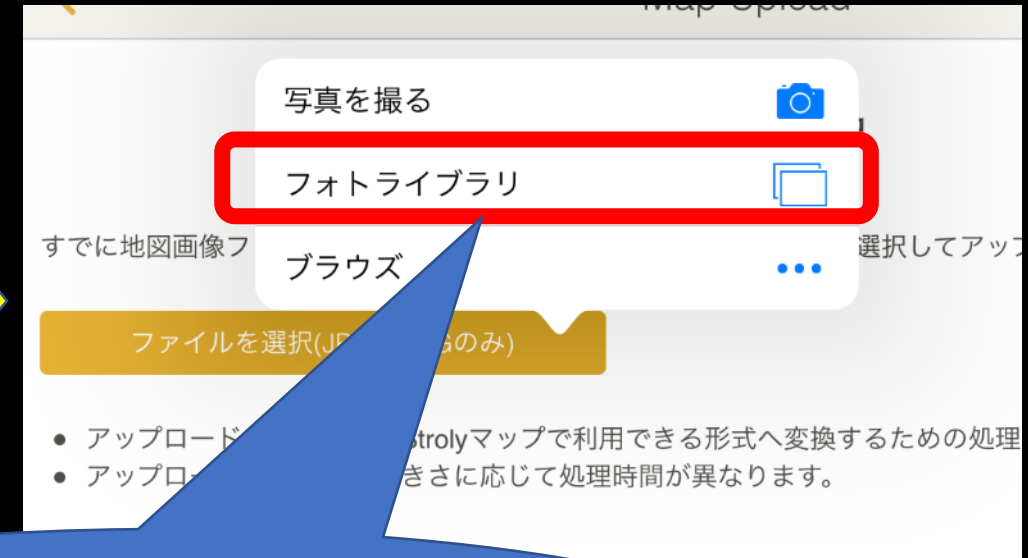 Map Upload
写真を撮る
フォトライブラリ
すでに地図画像フ
選択してアップ
ブラウズ
ファイルを選択(JP Gのみ)
アップロード Strolyマップで利用できる形式へ変換するための処理
アップロー きさに応じて処理時間が異なります。